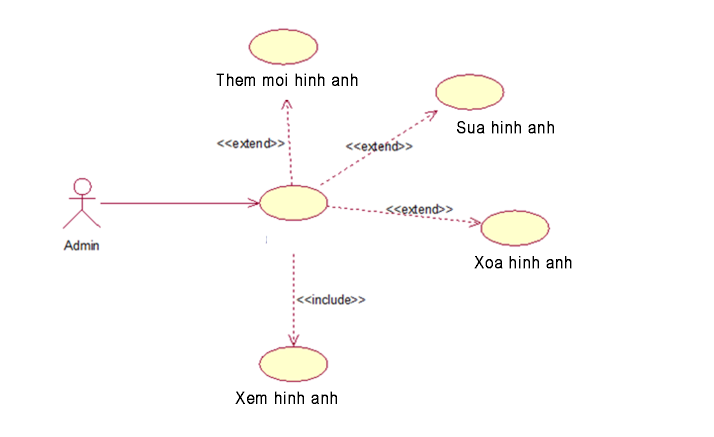 Them moi hinh anh
Sua hinh anh
<<extend>>
<<extend>>
<<extend>>
Admin
Xoa hinh anh
<<include>>
Xem hinh anh